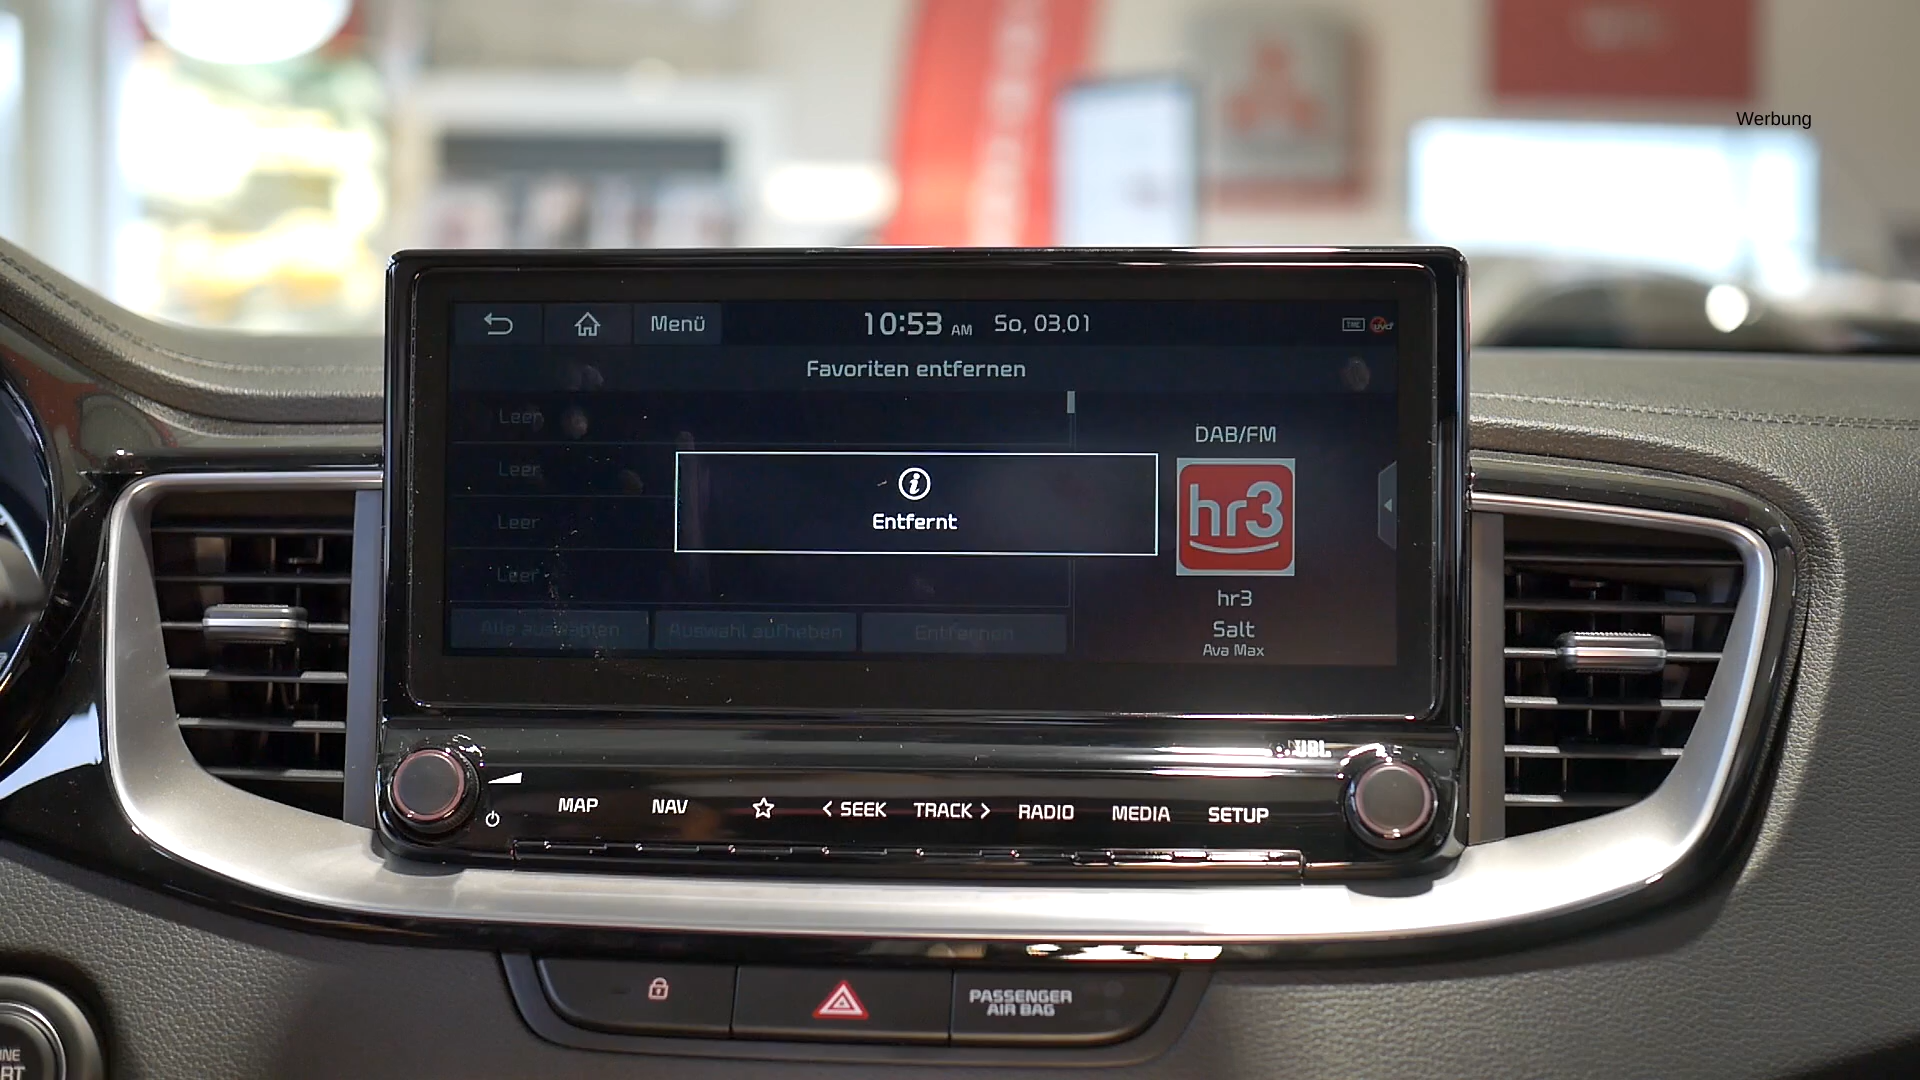 Werbung
Menü
10:53 AM So, 03.01
Favoriten entfernen
Leer
Leer
Leer
Leer
Entfernt
Alle auswählen
Auswahl aufheben
Entfernen
DAB/FM
hr3
hr3
Salt
Ava Max
JBL
MAP
NAV
< SEEK
TRACK >
RADIO
MEDIA
SETUP
PASSENGER
AIR BAG